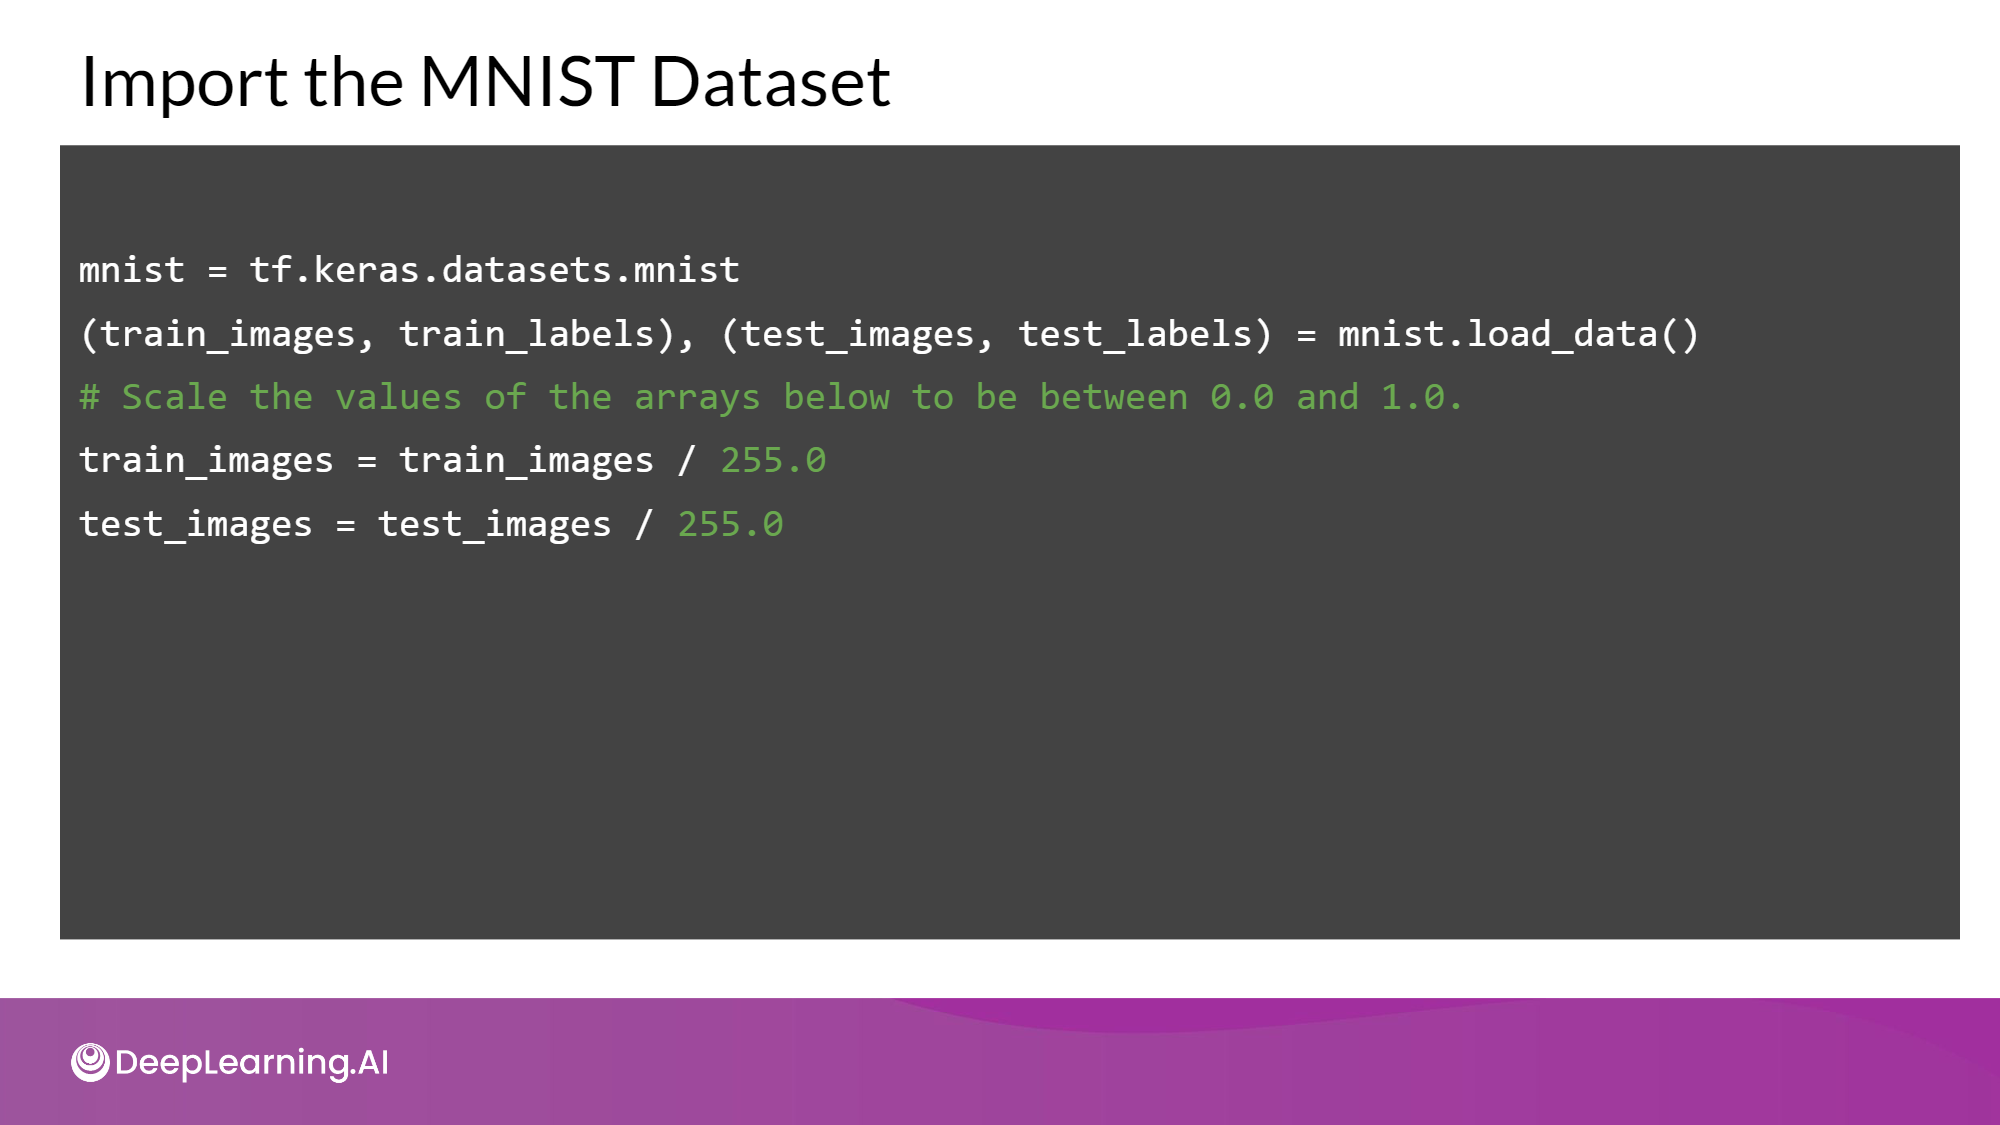 Import the MNIST Dataset
mnist = tf.keras.datasets.mnist
(train_images, train_labels), (test_images, test_labels) = mnist.load_data()
# Scale the values of the arrays below to be between 0.0 and 1.0.
train_images = train_images / 255.0
test_images = test_images / 255.0
DeepLearning.AI